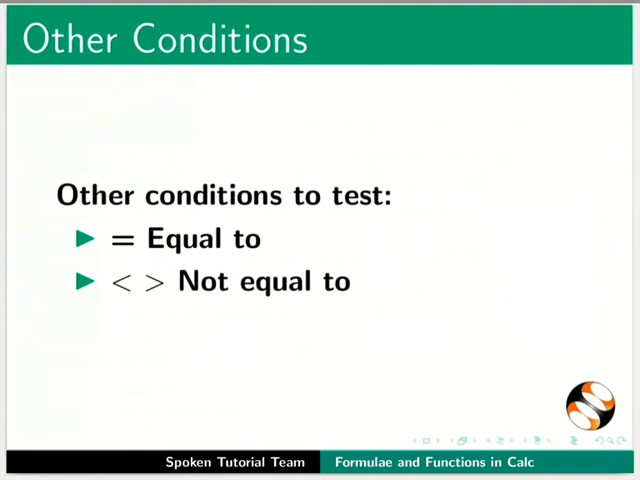 Other Conditions
Other conditions to test:
= Equal to
< > Not equal to
Spoken Tutorial Team Formulae and Functions in Calc